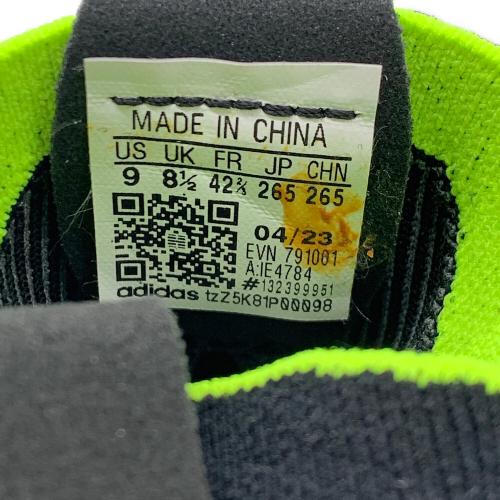 MADE IN CHINA
US UK FR JP CHN
9 8½ 42⅔ 265 265
04/23
EVN 791001
A:IE4784
#132399951
adidas tzZ5K81P00098